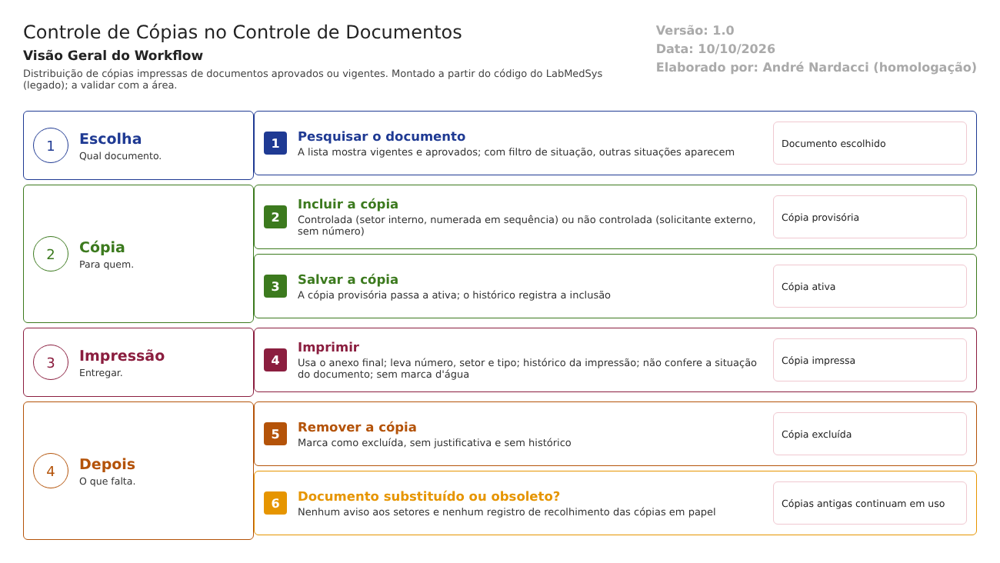 Controle de Cópias no Controle de Documentos
Visão Geral do Workflow
Distribuição de cópias impressas de documentos aprovados ou vigentes. Montado a partir do código do LabMedSys
(legado); a validar com a área.
Versão: 1.0
Data: 10/10/2026
Elaborado por: André Nardacci (homologação)
1
Escolha
Qual documento.
1
Pesquisar o documento
A lista mostra vigentes e aprovados; com filtro de situação, outras situações aparecem
Documento escolhido
2
Cópia
Para quem.
2
Incluir a cópia
Controlada (setor interno, numerada em sequência) ou não controlada (solicitante externo,
sem número)
Cópia provisória
3
Salvar a cópia
A cópia provisória passa a ativa; o histórico registra a inclusão
Cópia ativa
3
Impressão
Entregar.
4
Imprimir
Usa o anexo final; leva número, setor e tipo; histórico da impressão; não confere a situação
do documento; sem marca d'água
Cópia impressa
4
Depois
O que falta.
5
Remover a cópia
Marca como excluída, sem justificativa e sem histórico
Cópia excluída
6
Documento substituído ou obsoleto?
Nenhum aviso aos setores e nenhum registro de recolhimento das cópias em papel
Cópias antigas continuam em uso